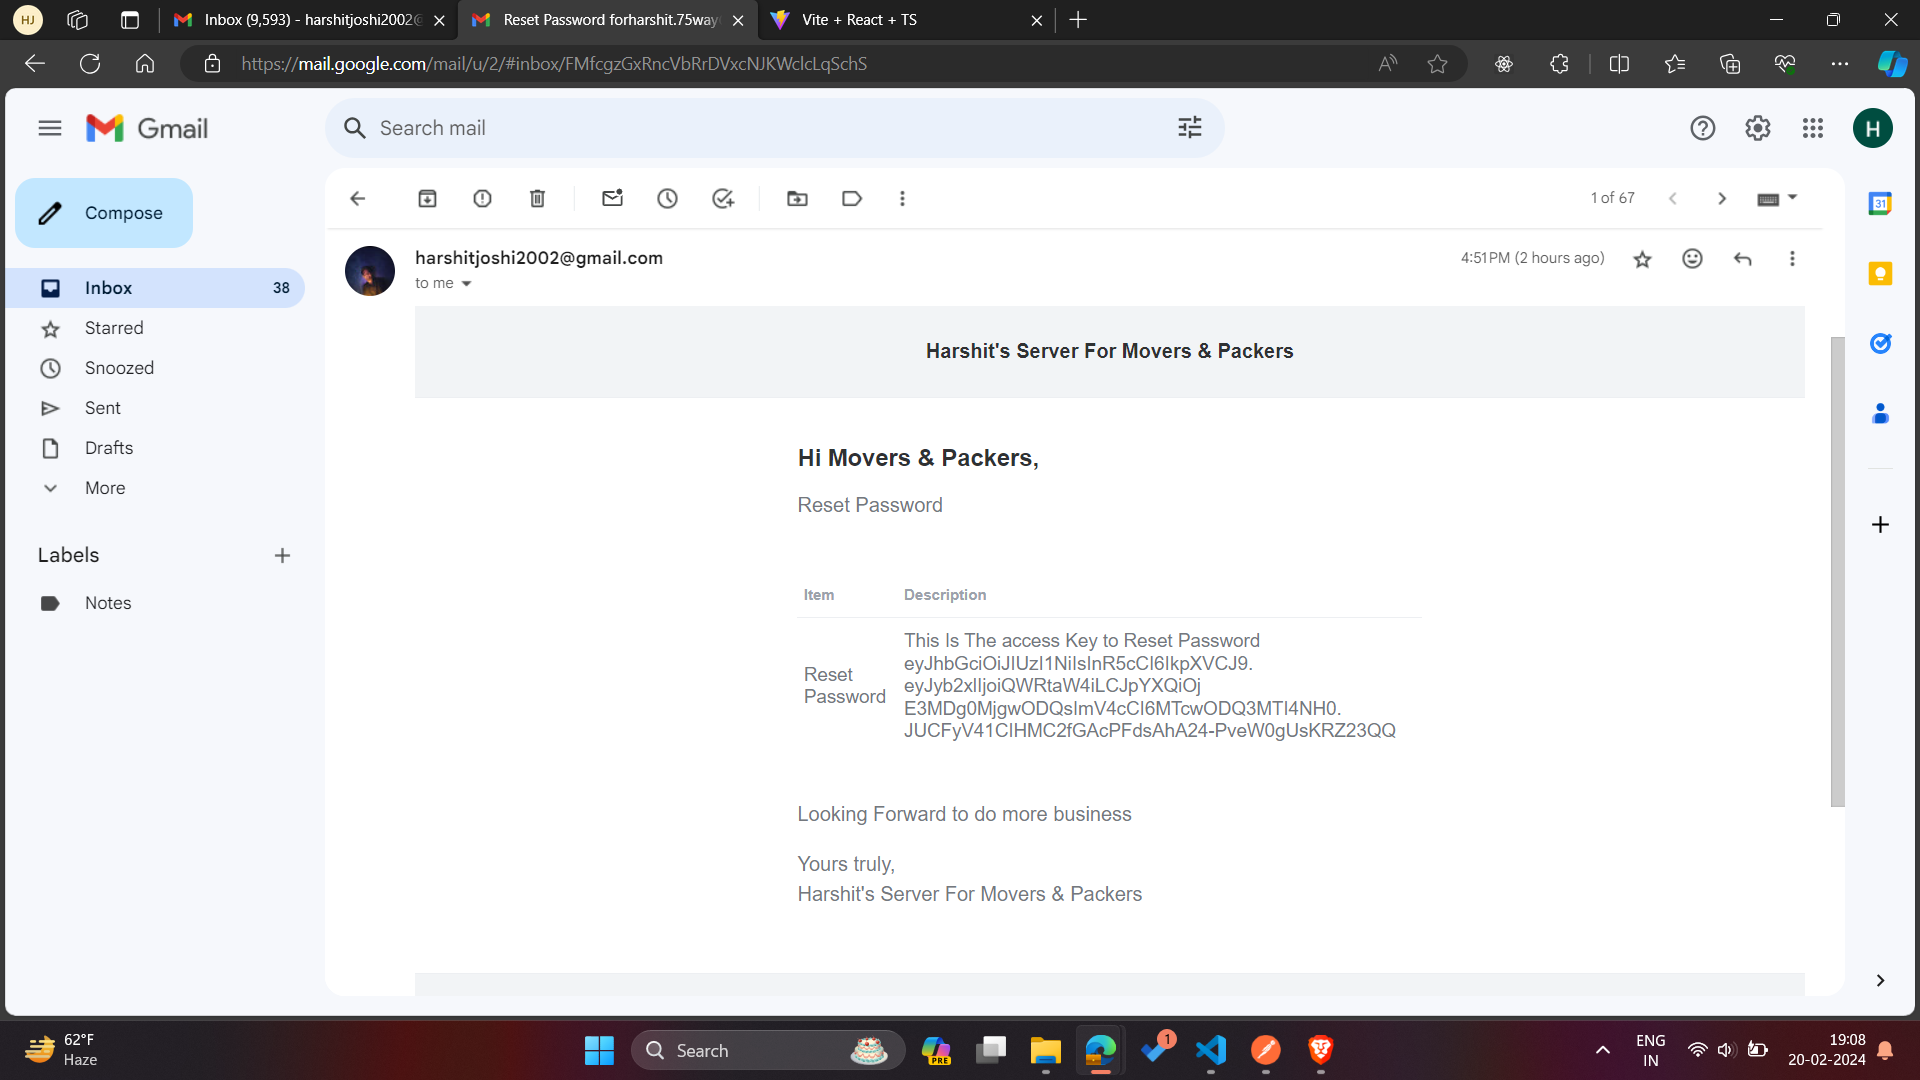 HJ
Inbox (9,593) - harshitjoshi2002@
Reset Password forharshit.75way
Vite + React + TS
https://mail.google.com/mail/u/2/#inbox/FMfcgzGxRncVbRrDVxcNJKWclcLqSchS
Gmail
Search mail
H
Compose
1 of 67
31
Inbox 38
Starred
Snoozed
Sent
Drafts
More
Labels
Notes
harshitjoshi2002@gmail.com
4:51 PM (2 hours ago)
to me
Harshit's Server For Movers & Packers
Hi Movers & Packers,
Reset Password
Item Description
Reset Password
This Is The access Key to Reset Password
eyJhbGciOiJIUzI1NiIsInR5cCI6IkpXVCJ9.
eyJyb2xlIjoiQWRtaW4iLCJpYXQiOj
E3MDg0MjgwODQsImV4cCI6MTcwODQ3MTI4NH0.
JUCFyV41CIHMC2fGAcPFdsAhA24-PveW0gUsKRZ23QQ
Looking Forward to do more business
Yours truly,
Harshit's Server For Movers & Packers
62°F
Haze
Search
PRE
1
ENG
IN
19:08
20-02-2024